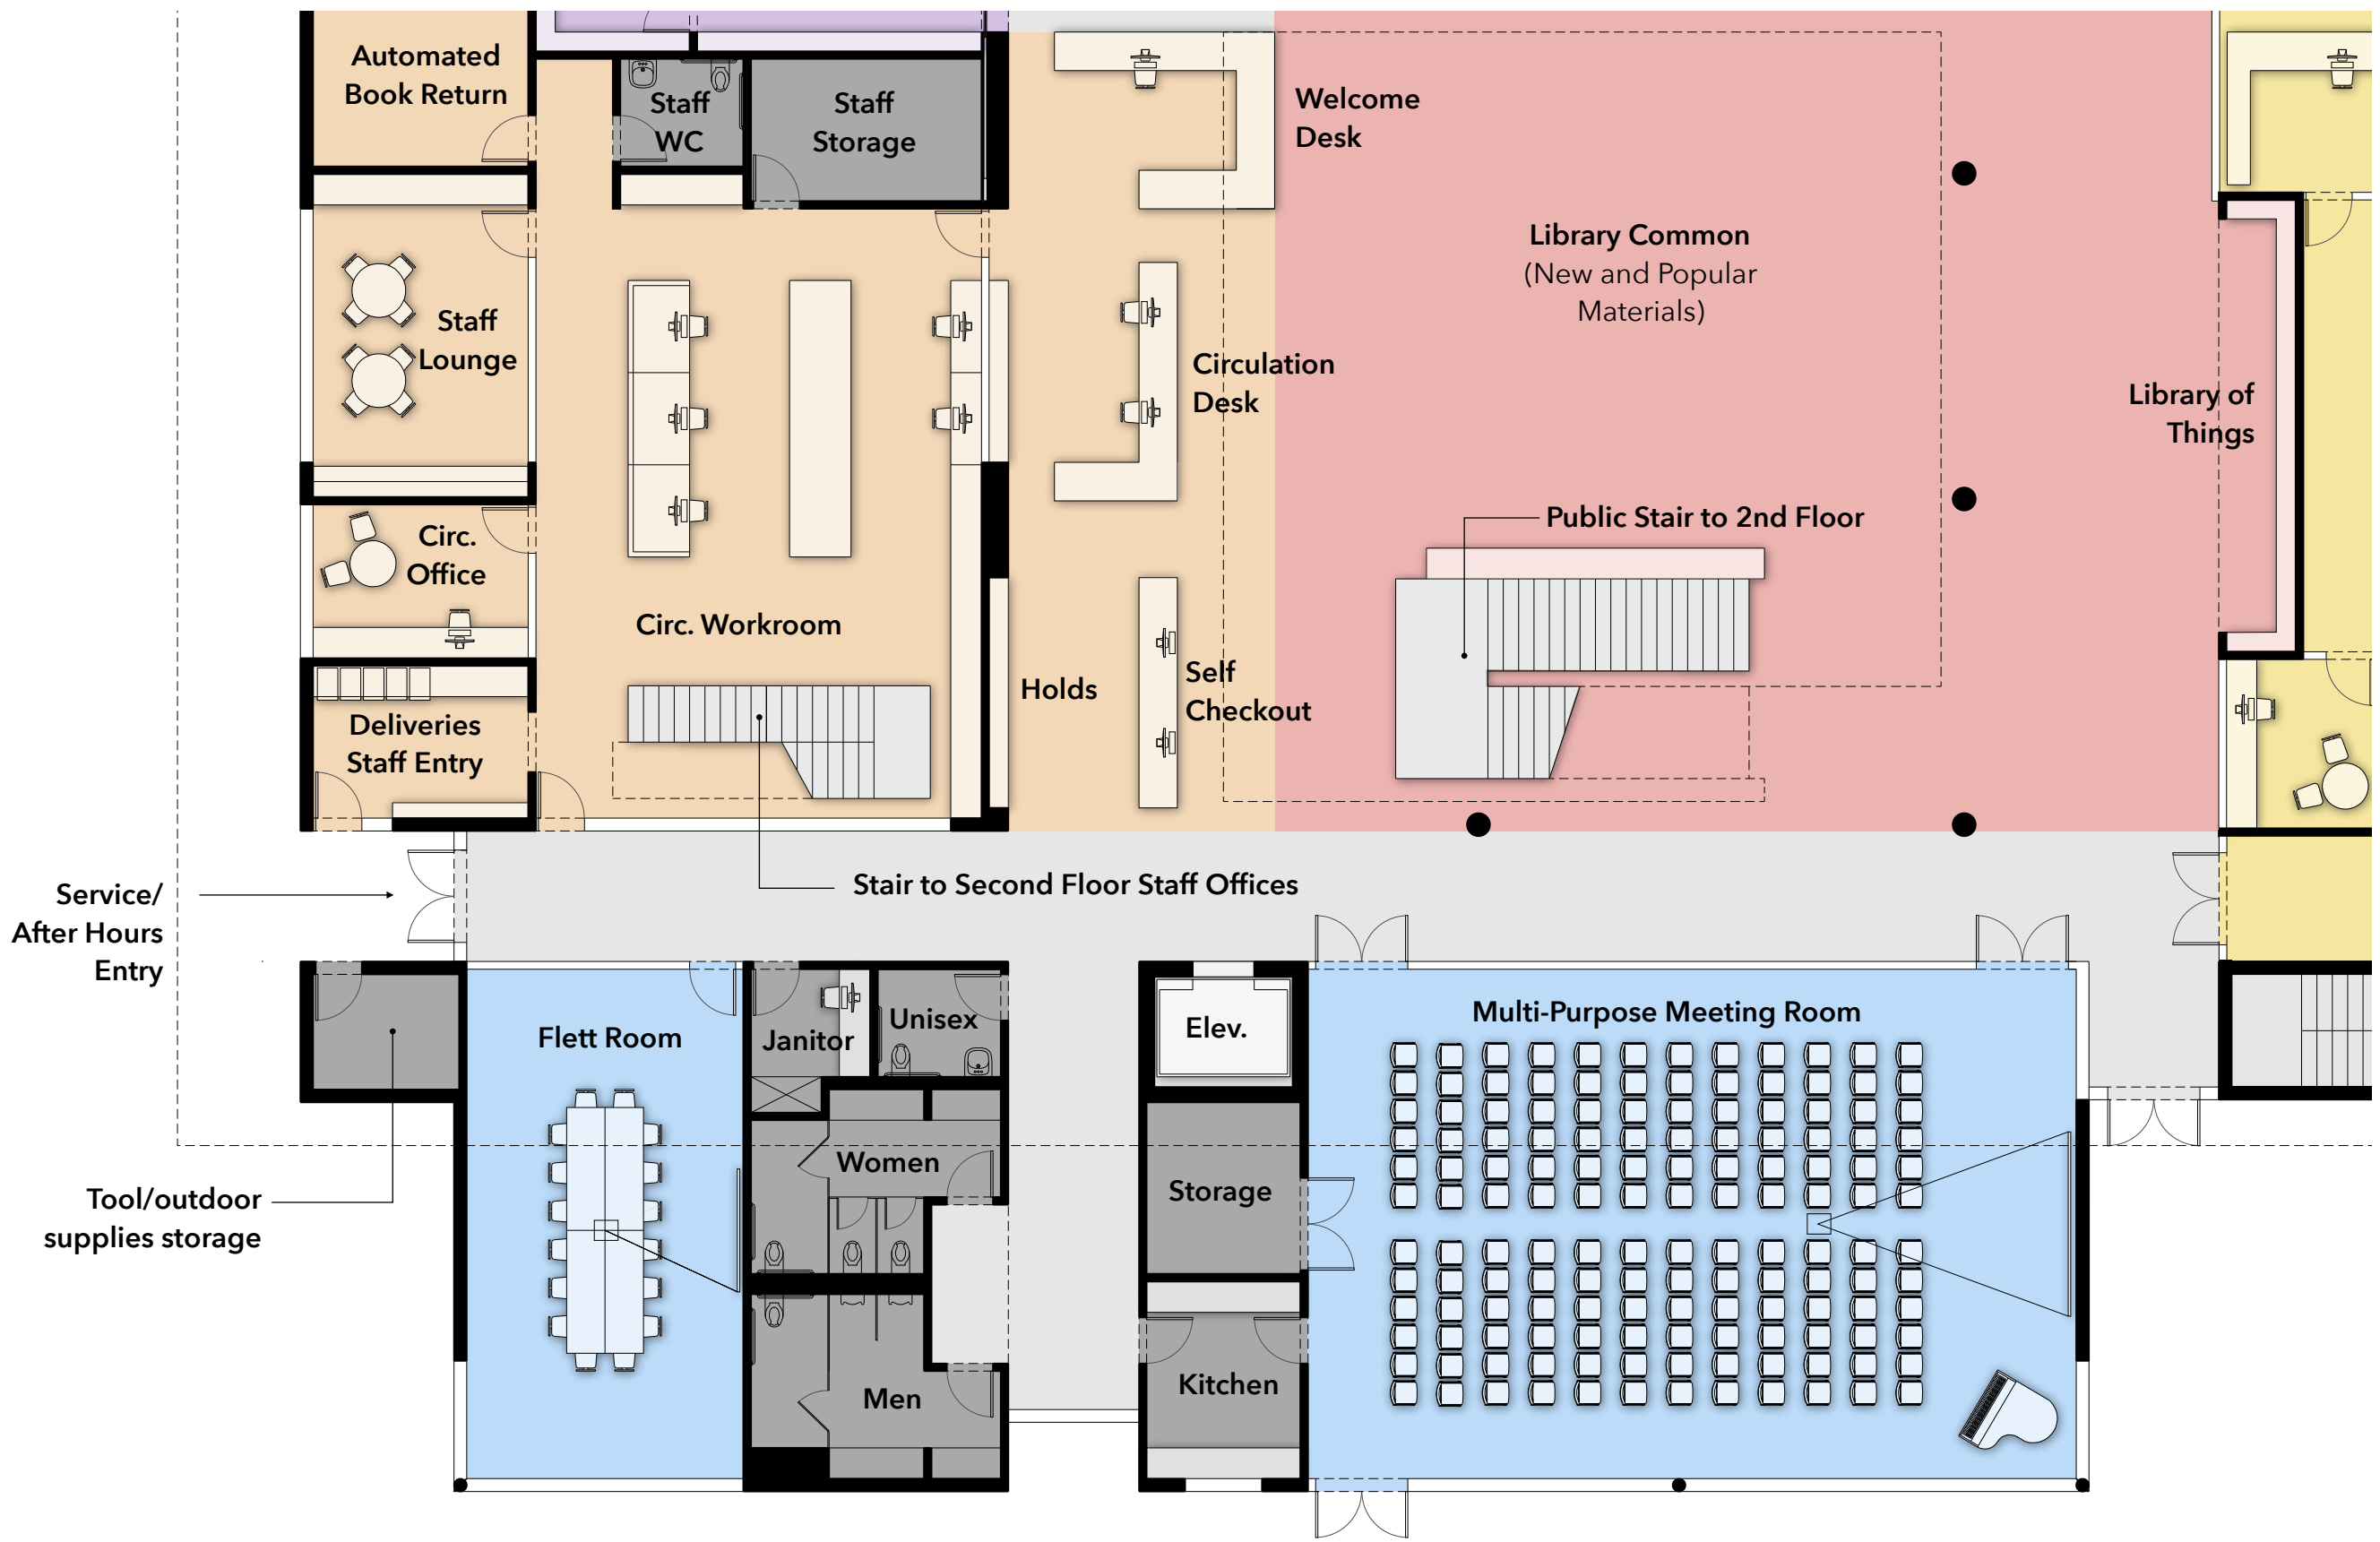 Automated
Book Return
Staff
WC
Staff
Storage
Welcome
Desk
Library Common
(New and Popular
Materials)
Staff
Lounge
Circulation
Desk
Library of
Things
Public Stair to 2nd Floor
Circ.
Office
Circ. Workroom
Holds
Self
Checkout
Deliveries
Staff Entry
Stair to Second Floor Staff Offices
Service/
After Hours
Entry
Flett Room
Janitor
Unisex
Elev.
Multi-Purpose Meeting Room
Women
Storage
Tool/outdoor
supplies storage
Men
Kitchen